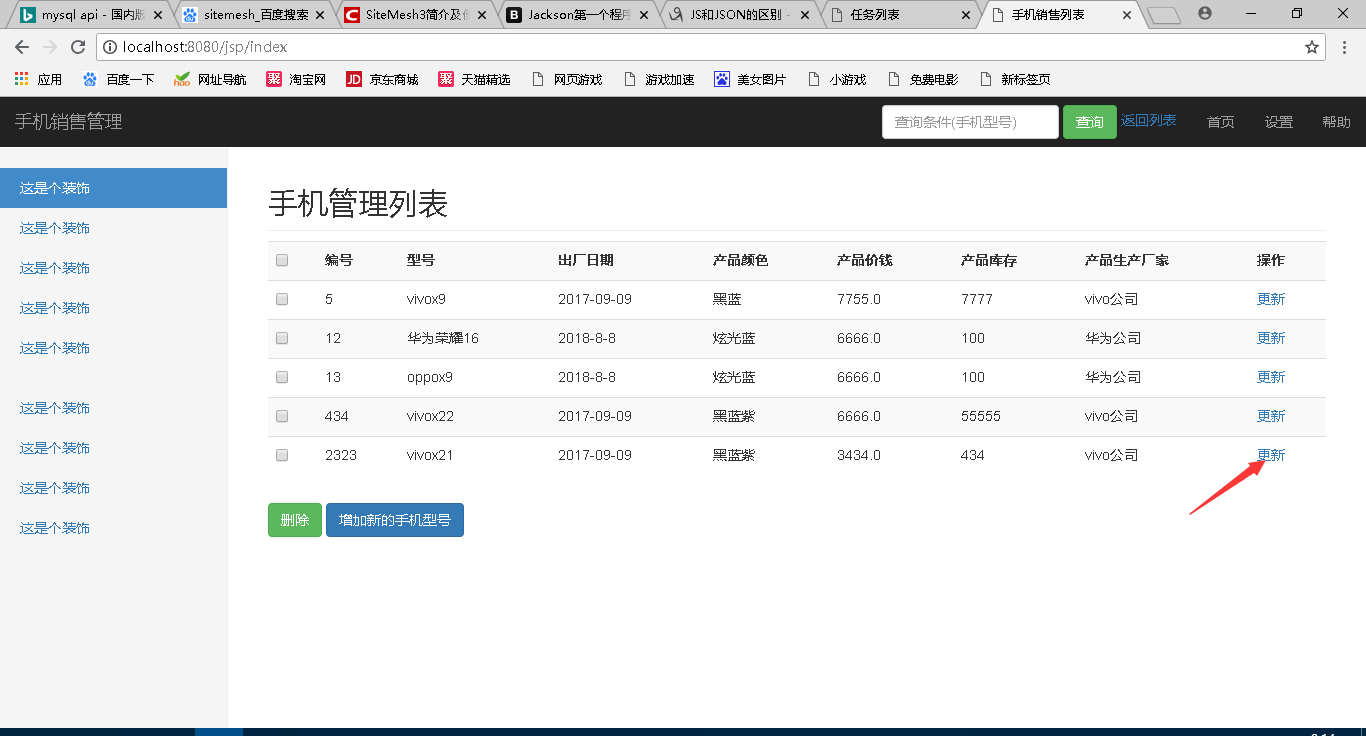 mysql api - 国内版
sitemesh_百度搜索
SiteMesh3简介及
Jackson第一个程序
JS和JSON的区别 -
任务列表
手机销售列表
localhost:8080/jsp/index
应用 百度一下 网址导航 淘宝网 京东商城 天猫精选 网页游戏 游戏加速 美女图片 小游戏 免费电影 新标签页
手机销售管理 查询条件(手机型号) 查询 返回列表 首页 设置 帮助
这是个装饰
这是个装饰
这是个装饰
这是个装饰
这是个装饰
这是个装饰
这是个装饰
这是个装饰
这是个装饰
手机管理列表
编号 型号 出厂日期 产品颜色 产品价钱 产品库存 产品生产厂家 操作
5 vivox9 2017-09-09 黑蓝 7755.0 7777 vivo公司 更新
12 华为荣耀16 2018-8-8 炫光蓝 6666.0 100 华为公司 更新
13 oppox9 2018-8-8 炫光蓝 6666.0 100 华为公司 更新
434 vivox22 2017-09-09 黑蓝紫 6666.0 55555 vivo公司 更新
2323 vivox21 2017-09-09 黑蓝紫 3434.0 434 vivo公司 更新
删除 增加新的手机型号